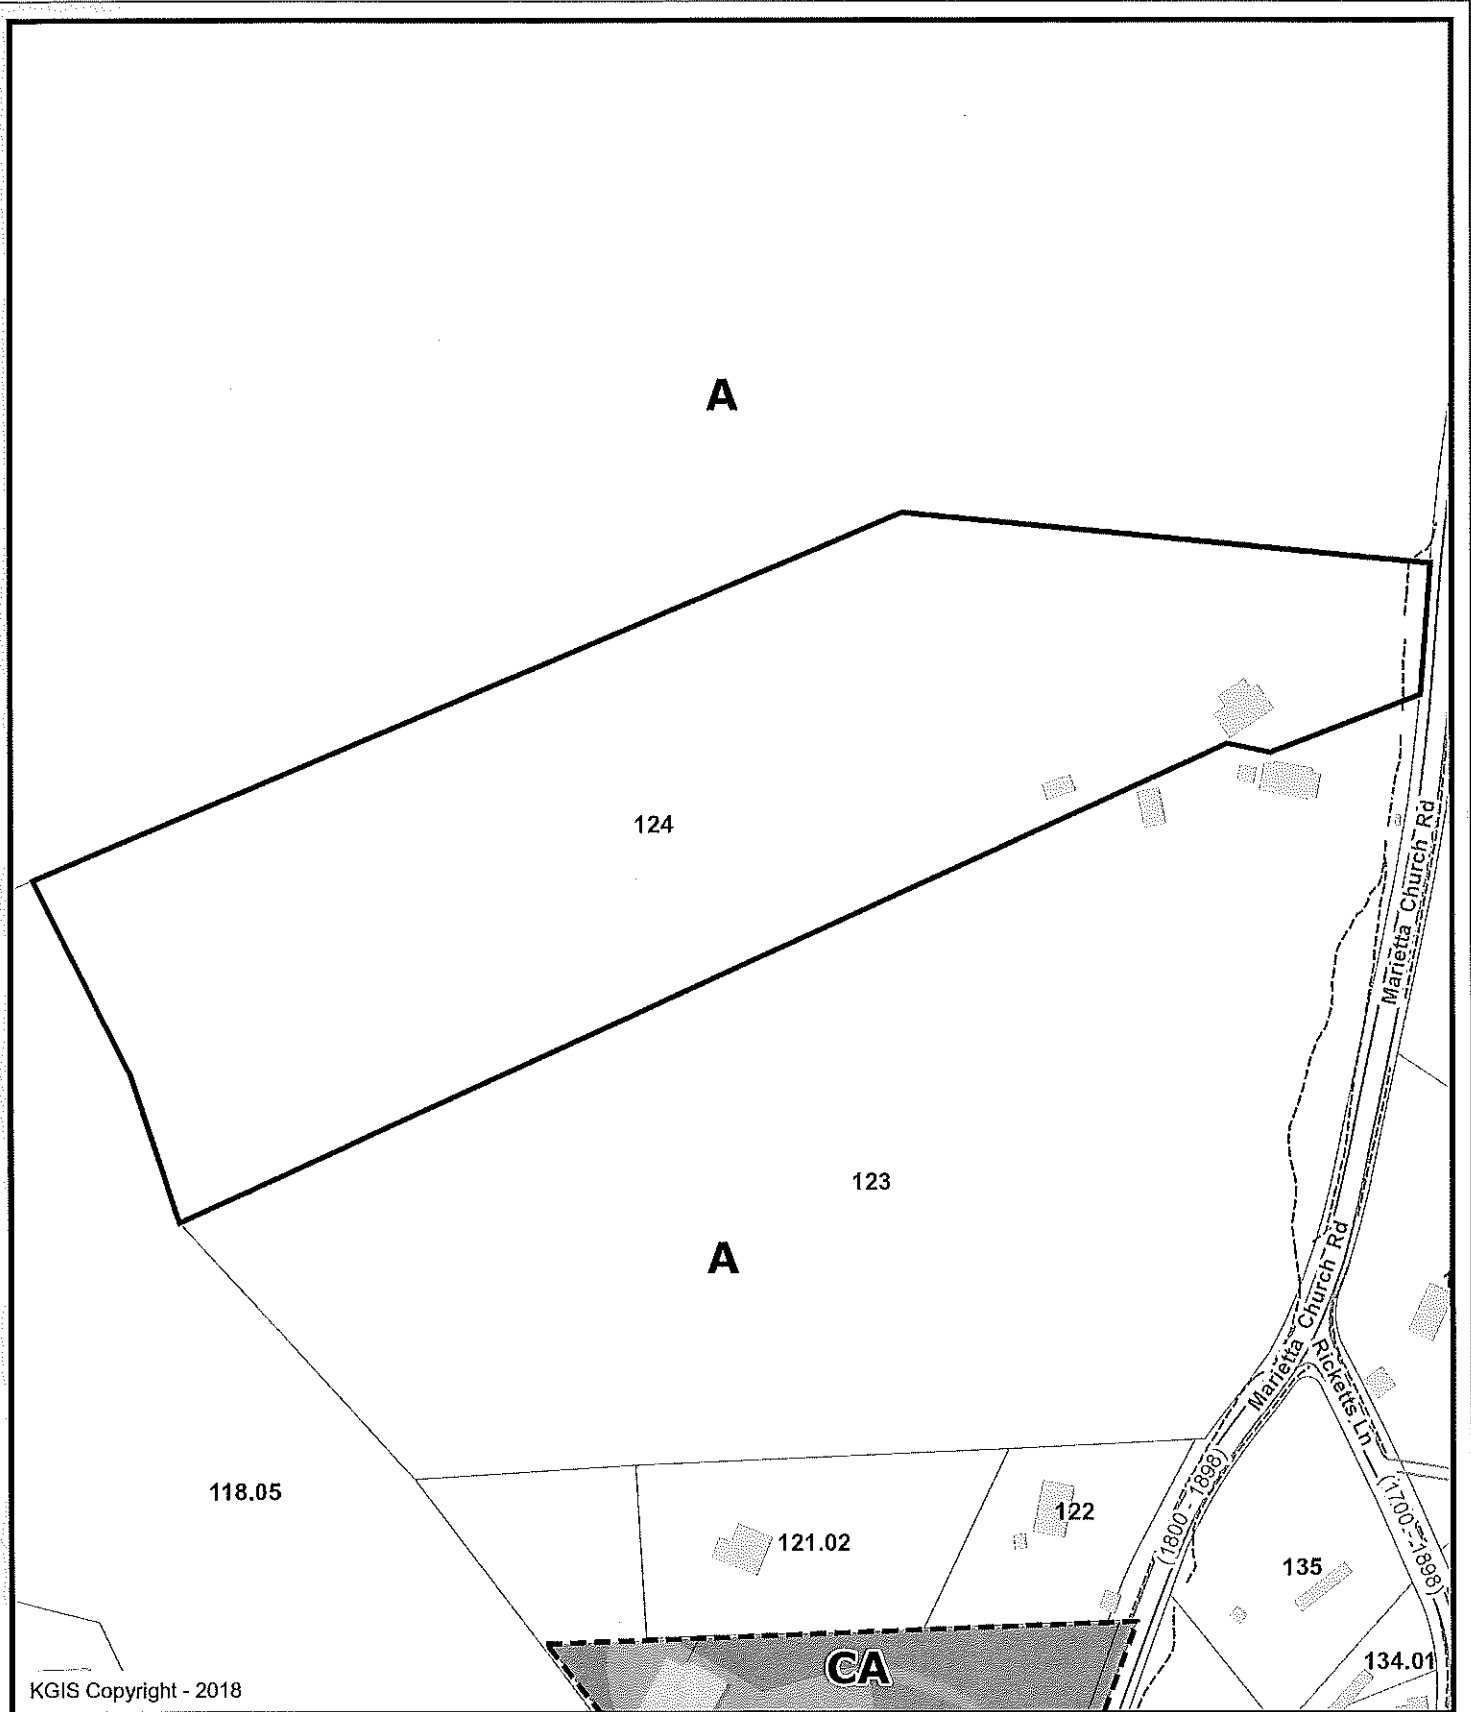 A
124
Marietta Church Rd
123
A
Marietta Church Rd
Ricketts Ln
118.05
122
121.02
(1800 - 1898)
(1700 - 1898)
135
134.01
CA
KGIS Copyright - 2018